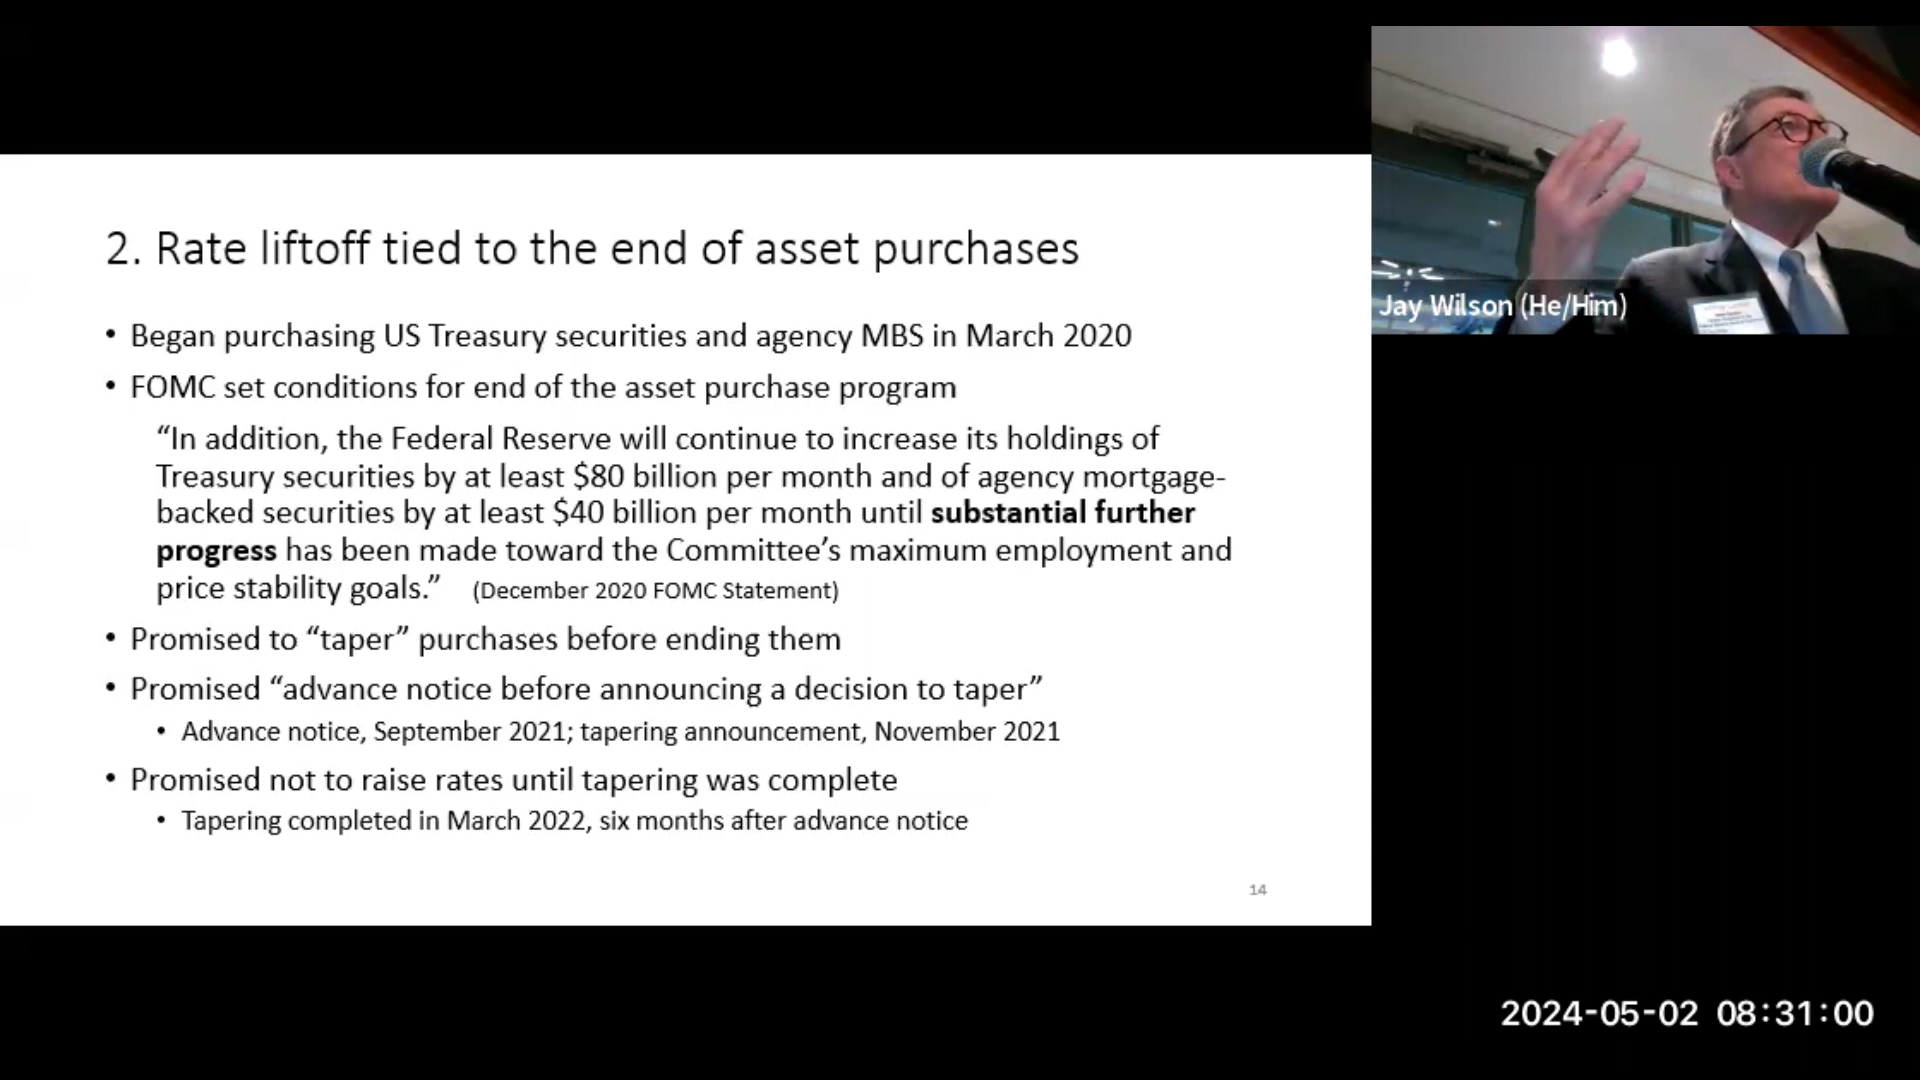 2. Rate liftoff tied to the end of asset purchases
• Began purchasing US Treasury securities and agency MBS in March 2020
• FOMC set conditions for end of the asset purchase program
“In addition, the Federal Reserve will continue to increase its holdings of
Treasury securities by at least $80 billion per month and of agency mortgage-
backed securities by at least $40 billion per month until substantial further
progress has been made toward the Committee’s maximum employment and
price stability goals.” (December 2020 FOMC Statement)
• Promised to “taper” purchases before ending them
• Promised “advance notice before announcing a decision to taper”
• Advance notice, September 2021; tapering announcement, November 2021
• Promised not to raise rates until tapering was complete
• Tapering completed in March 2022, six months after advance notice
14
Jay Wilson (He/Him)
2024-05-02 08:31:00